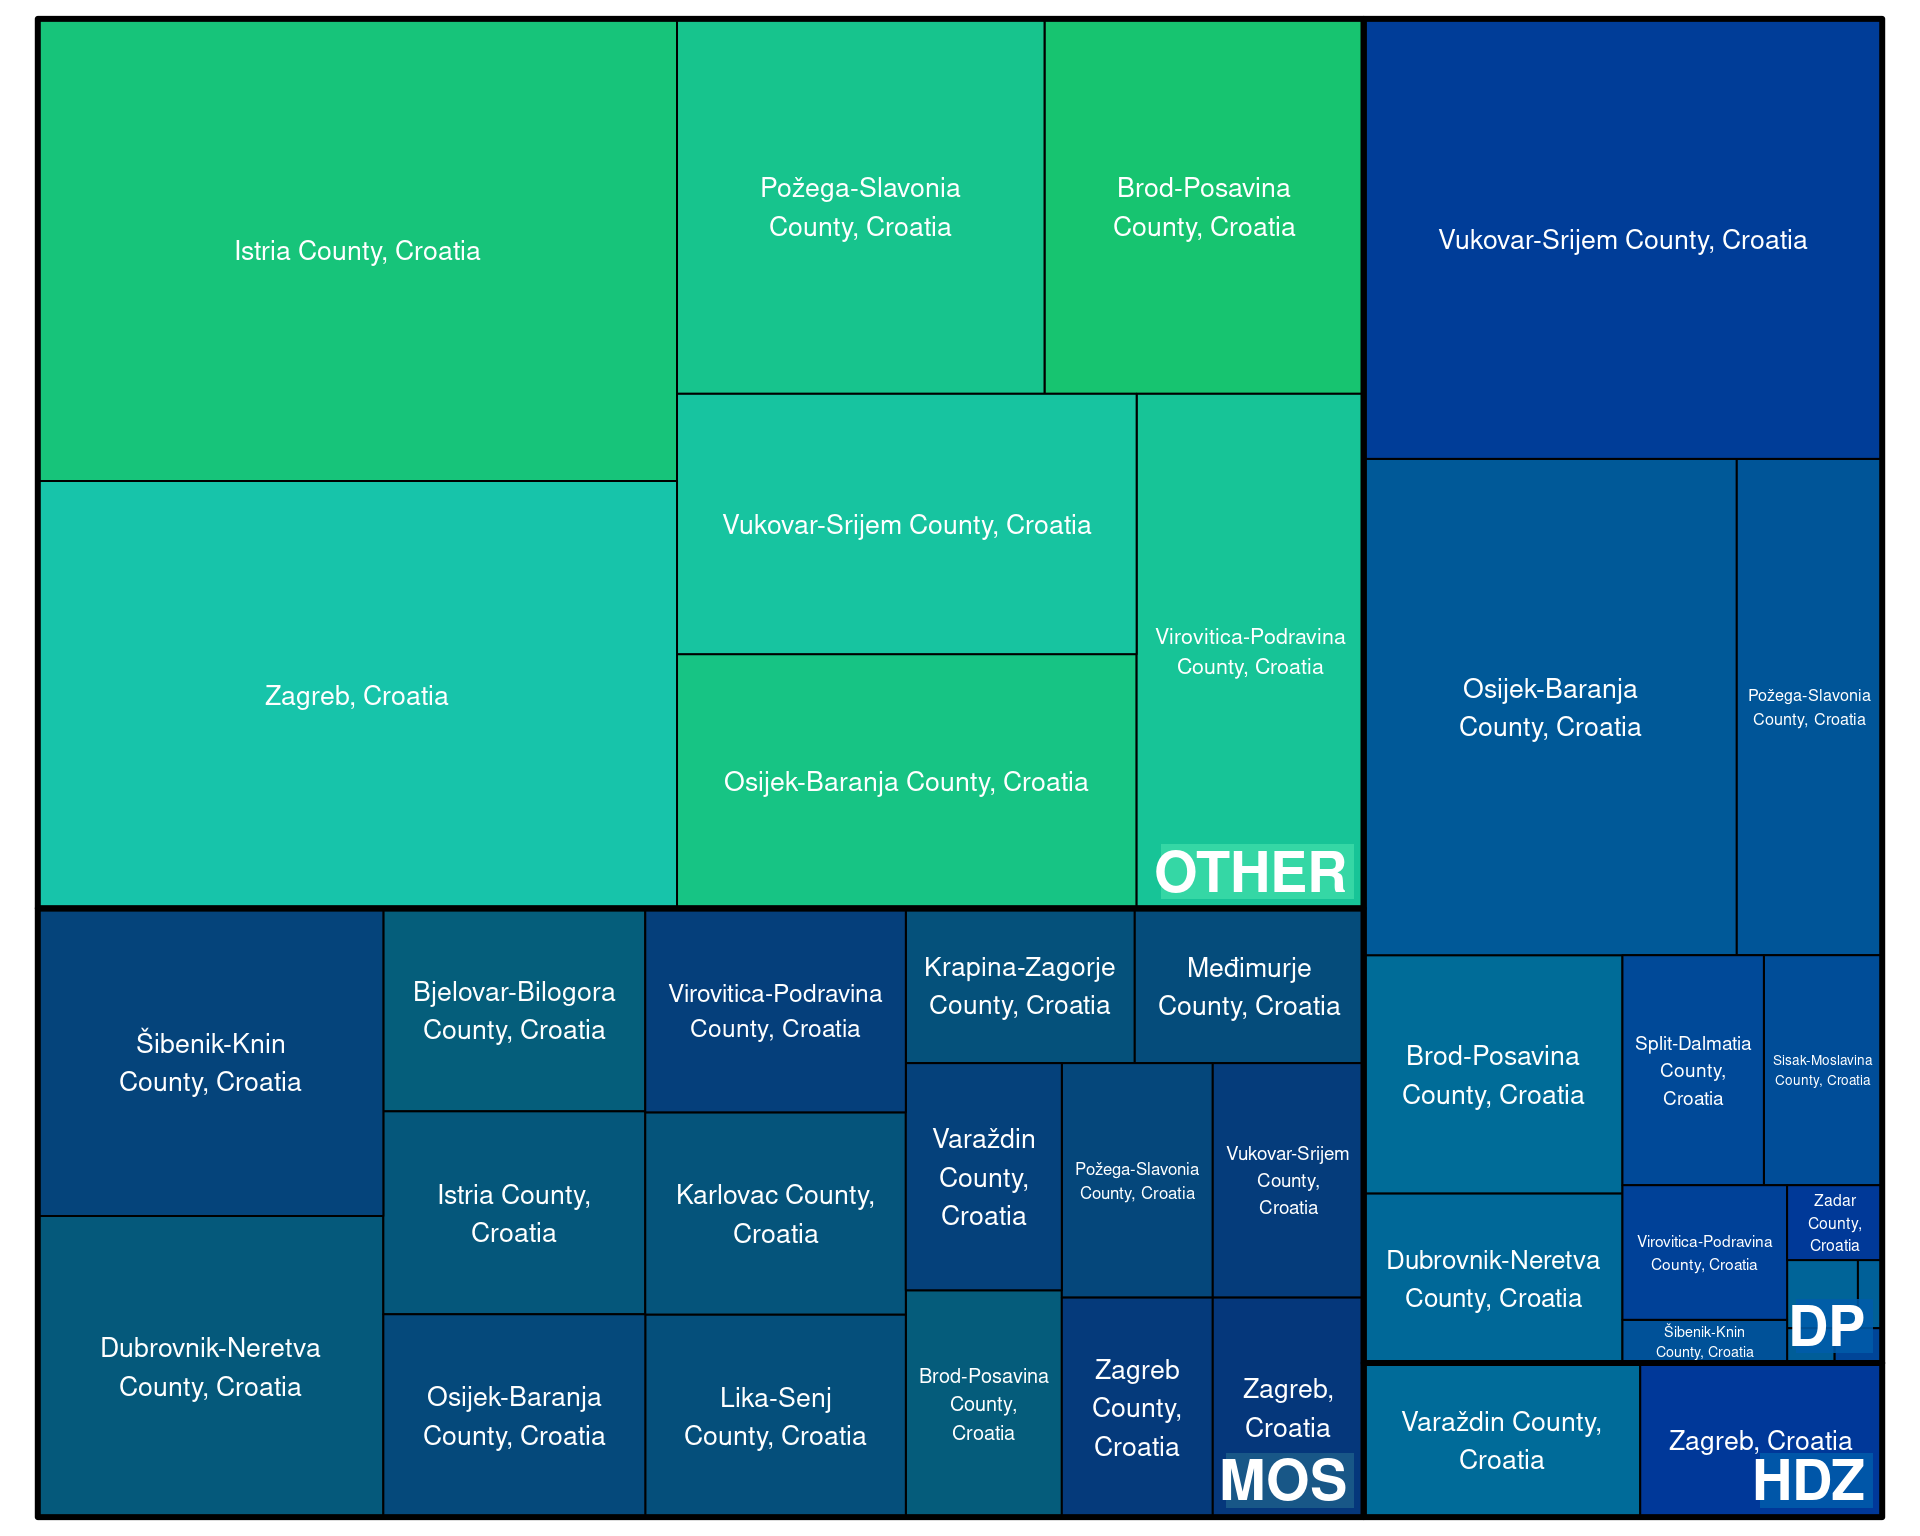 Istria County, Croatia
Požega-Slavonia
County, Croatia
Brod-Posavina
County, Croatia
Zagreb, Croatia
Vukovar-Srijem County, Croatia
Virovitica-Podravina
County, Croatia
Osijek-Baranja County, Croatia
OTHER
Vukovar-Srijem County, Croatia
Osijek-Baranja
County, Croatia
Požega-Slavonia
County, Croatia
Brod-Posavina
County, Croatia
Split-Dalmatia
County,
Croatia
Sisak-Moslavina
County, Croatia
Dubrovnik-Neretva
County, Croatia
Virovitica-Podravina
County, Croatia
Zadar
County,
Croatia
Šibenik-Knin
County, Croatia
DP
Šibenik-Knin
County, Croatia
Dubrovnik-Neretva
County, Croatia
Bjelovar-Bilogora
County, Croatia
Istria County,
Croatia
Osijek-Baranja
County, Croatia
Virovitica-Podravina
County, Croatia
Karlovac County,
Croatia
Lika-Senj
County, Croatia
Krapina-Zagorje
County, Croatia
Međimurje
County, Croatia
Varaždin
County,
Croatia
Požega-Slavonia
County, Croatia
Vukovar-Srijem
County,
Croatia
Brod-Posavina
County,
Croatia
Zagreb
County,
Croatia
Zagreb,
Croatia
MOS
Varaždin County,
Croatia
Zagreb, Croatia
HDZ